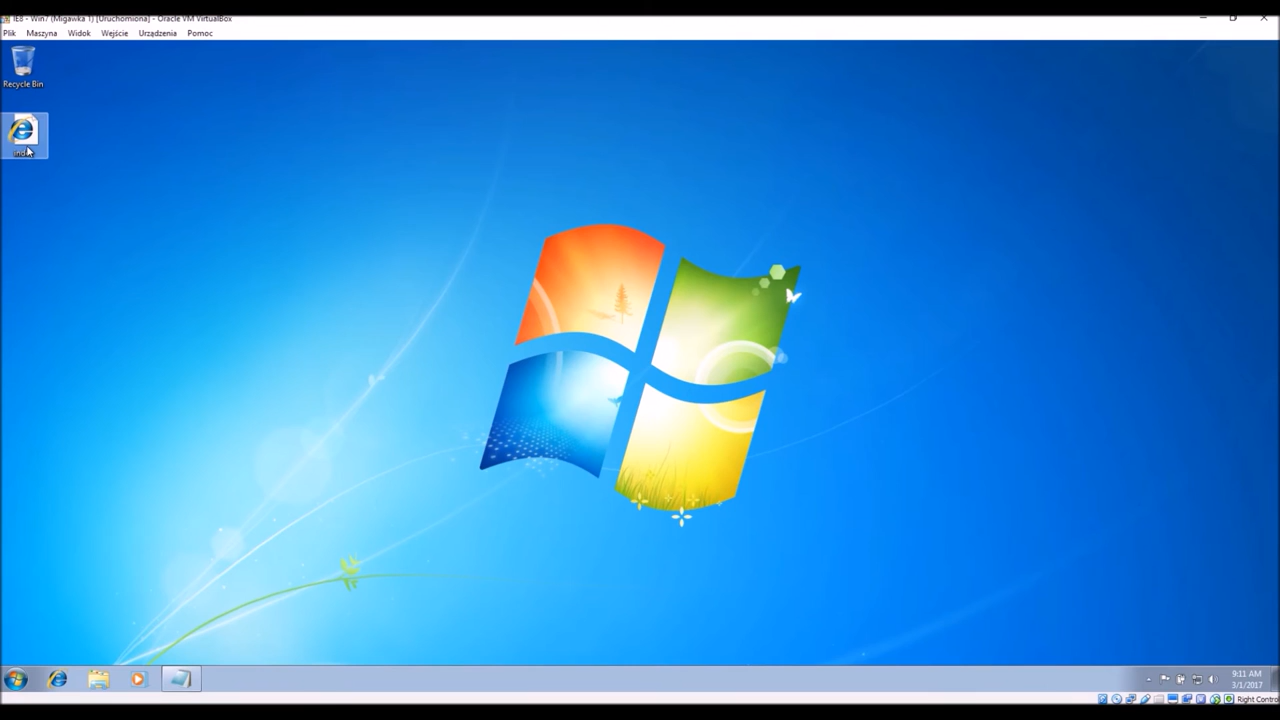 IE8 - Win7 (Migawka 1) [Uruchomiona] - Oracle VM VirtualBox
Plik Maszyna Widok Wejście Urządzenia Pomoc
Recycle Bin
9:11 AM
3/1/2017
Right Contro